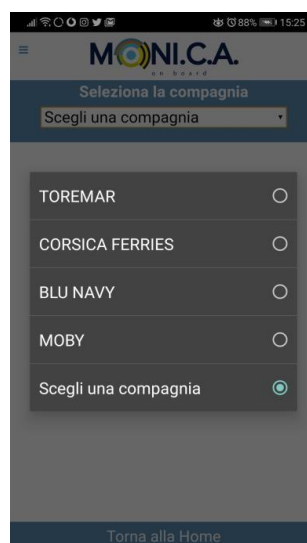 88% 15:25
MONI.C.A.
on board
Seleziona la compagnia
Scegli una compagnia
TOREMAR
CORSICA FERRIES
BLU NAVY
MOBY
Scegli una compagnia
Torna alla Home